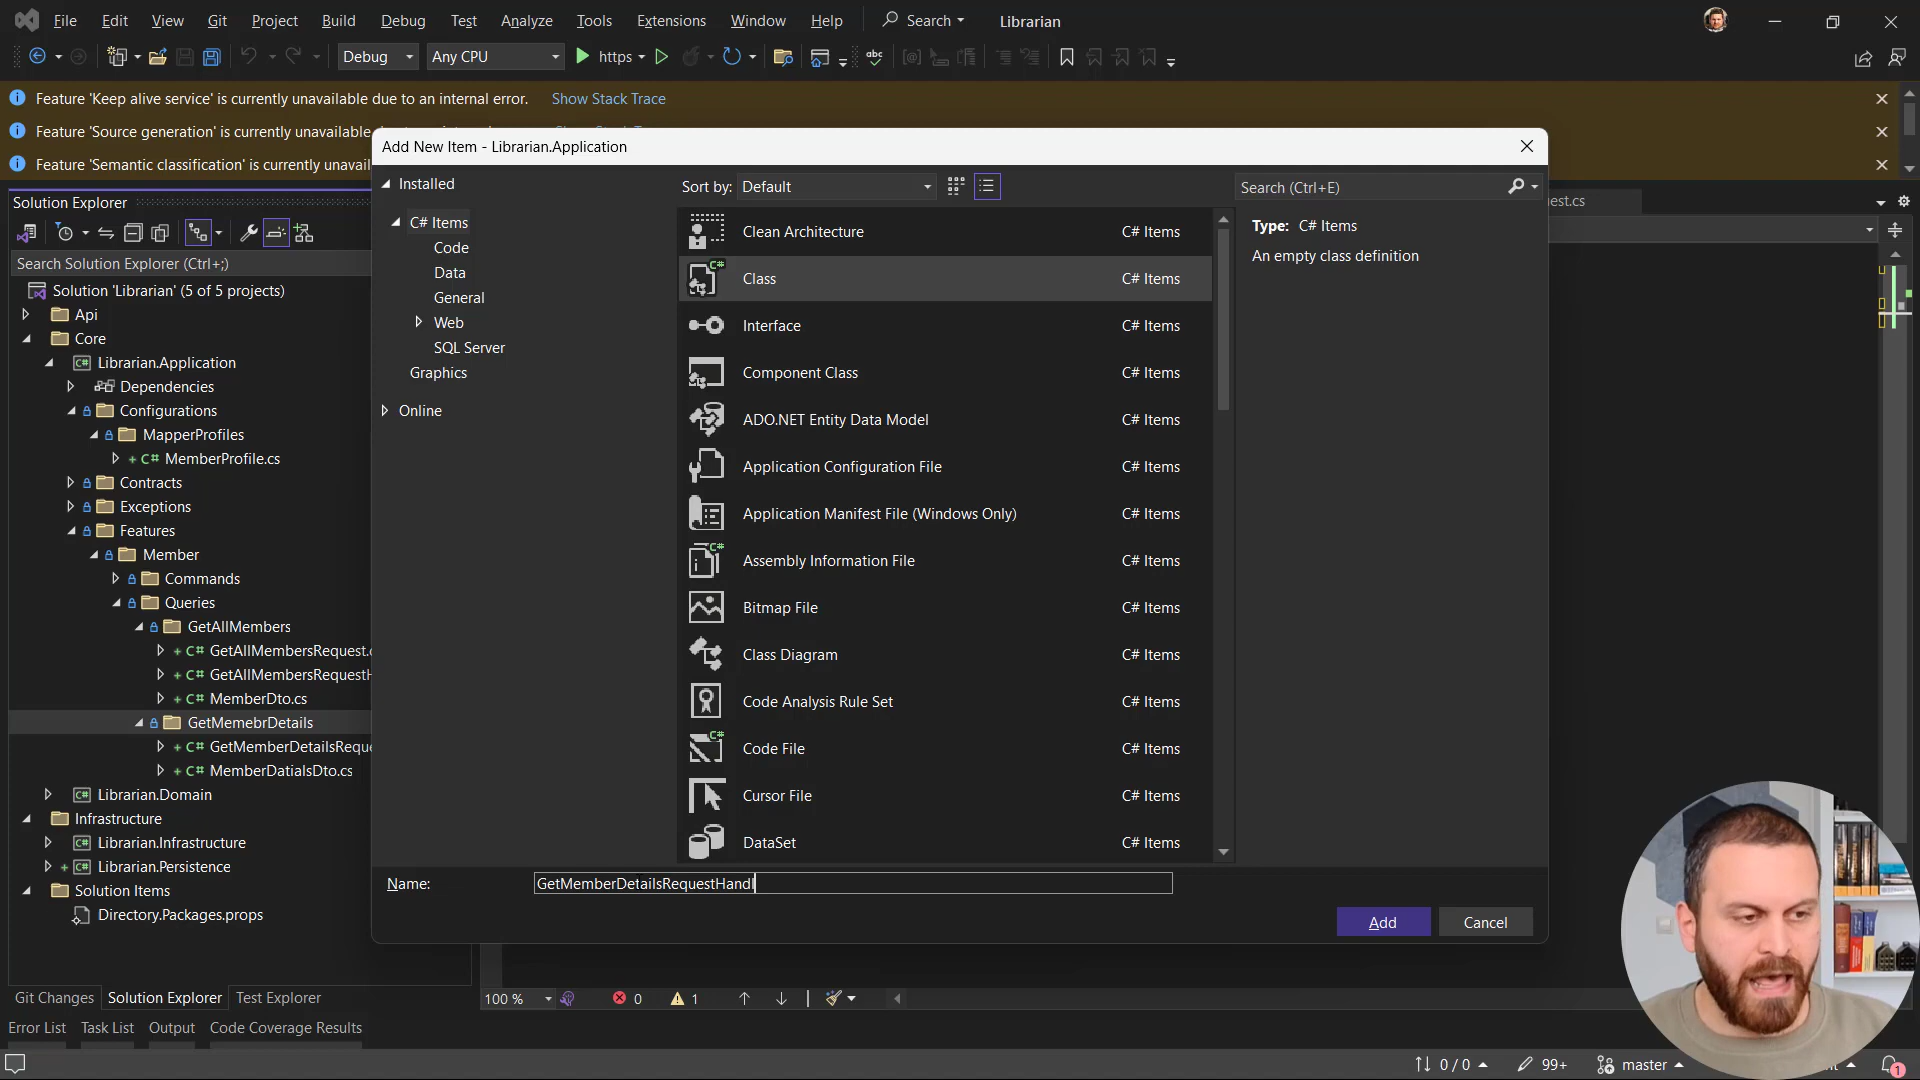 File Edit View Git Project Build Debug Test Analyze Tools Extensions Window Help Search Librarian
Debug Any CPU https
Feature 'Keep alive service' is currently unavailable due to an internal error. Show Stack Trace
Feature 'Source generation' is currently unavailable
Feature 'Semantic classification' is currently unavail
Add New Item - Librarian.Application
Solution Explorer
Search Solution Explorer (Ctrl+;)
Solution 'Librarian' (5 of 5 projects)
Api
Core
Librarian.Application
Dependencies
Configurations
MapperProfiles
MemberProfile.cs
Contracts
Exceptions
Features
Member
Commands
Queries
GetAllMembers
GetAllMembersRequest.c
GetAllMembersRequestH
MemberDto.cs
GetMemebrDetails
GetMemberDetailsReque
MemberDatialsDto.cs
Librarian.Domain
Infrastructure
Librarian.Infrastructure
Librarian.Persistence
Solution Items
Directory.Packages.props
Installed
C# Items
Code
Data
General
Web
SQL Server
Graphics
Online
Sort by: Default
Search (Ctrl+E)
Clean Architecture C# Items
Class C# Items
Interface C# Items
Component Class C# Items
ADO.NET Entity Data Model C# Items
Application Configuration File C# Items
Application Manifest File (Windows Only) C# Items
Assembly Information File C# Items
Bitmap File C# Items
Class Diagram C# Items
Code Analysis Rule Set C# Items
Code File C# Items
Cursor File C# Items
DataSet C# Items
Type: C# Items
An empty class definition
est.cs
Name: GetMemberDetailsRequestHandl
Add Cancel
Git Changes Solution Explorer Test Explorer
100 % 0 1
Error List Task List Output Code Coverage Results
0 / 0 99+ master 1